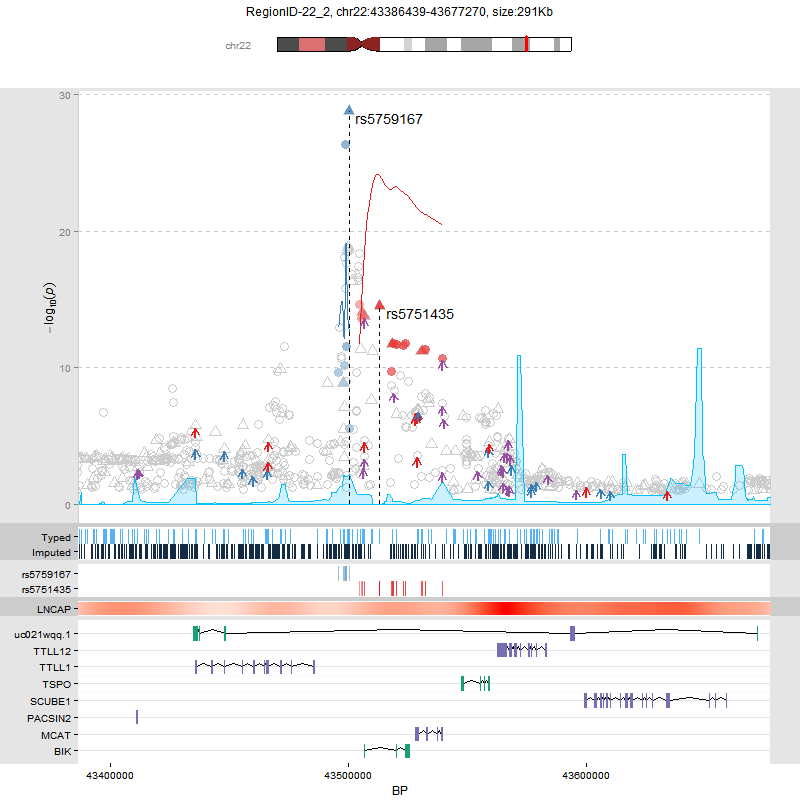 RegionID-22_2, chr22:43386439-43677270, size:291Kb
chr22
30
rs5759167
20
−log10(p)
rs5751435
10
0
Typed
Imputed
rs5759167
rs5751435
LNCAP
uc021wqq.1
TTLL12
TTLL1
TSPO
SCUBE1
PACSIN2
MCAT
BIK
43400000 43500000 43600000
BP